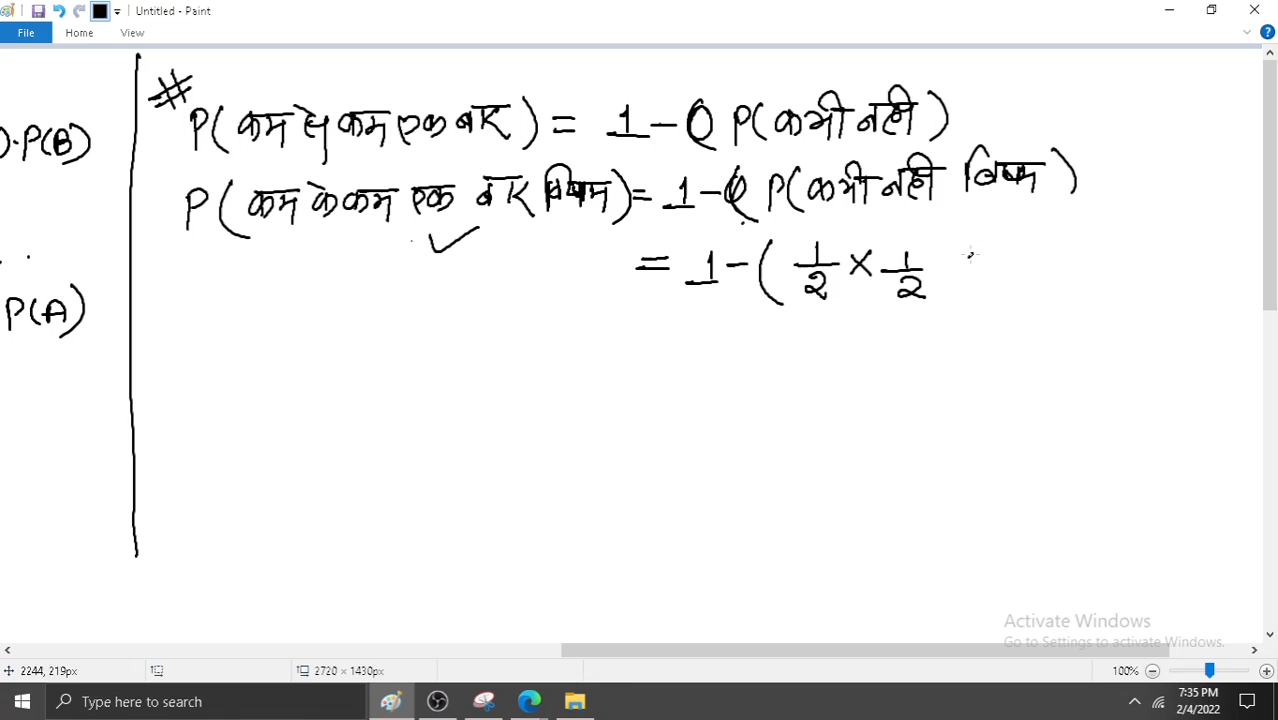 Untitled - Paint
File Home View
#
P(कम से कम एक बार) = 1 - P(कभी नही)
).P(B)
P(कम से कम एक बार विषम) = 1 - P(कभी नही विषम)
✓
= 1 - ( 1/2 × 1/2
P(A)
Activate Windows
Go to Settings to activate Windows.
2244, 219px 2720 × 1430px 100%
Type here to search
7:35 PM
2/4/2022